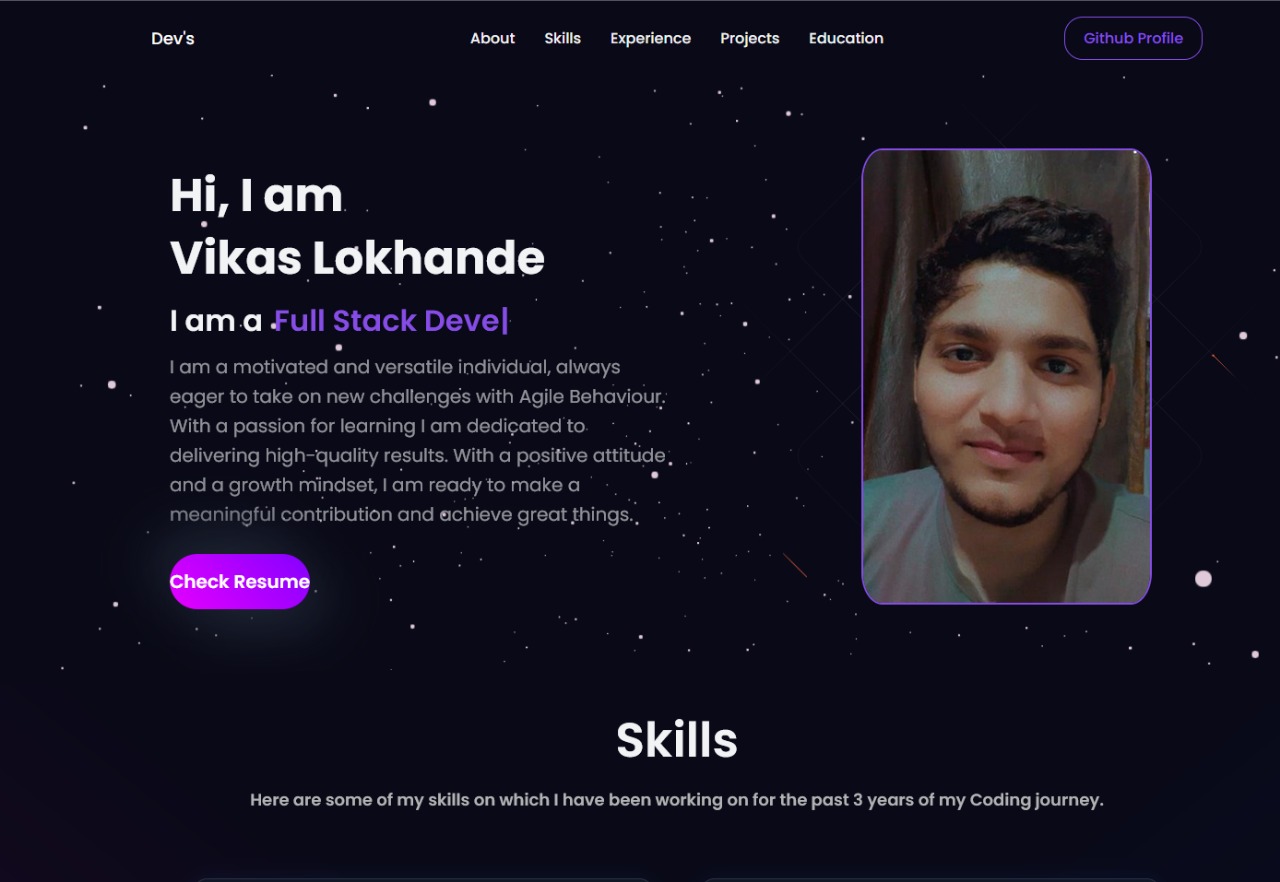 Dev's
About Skills Experience Projects Education
Github Profile
Hi, I am
Vikas Lokhande
I am a Full Stack Deve|
I am a motivated and versatile individual, always
eager to take on new challenges with Agile Behaviour.
With a passion for learning I am dedicated to
delivering high-quality results. With a positive attitude
and a growth mindset, I am ready to make a
meaningful contribution and achieve great things.
Check Resume
Skills
Here are some of my skills on which I have been working on for the past 3 years of my Coding journey.